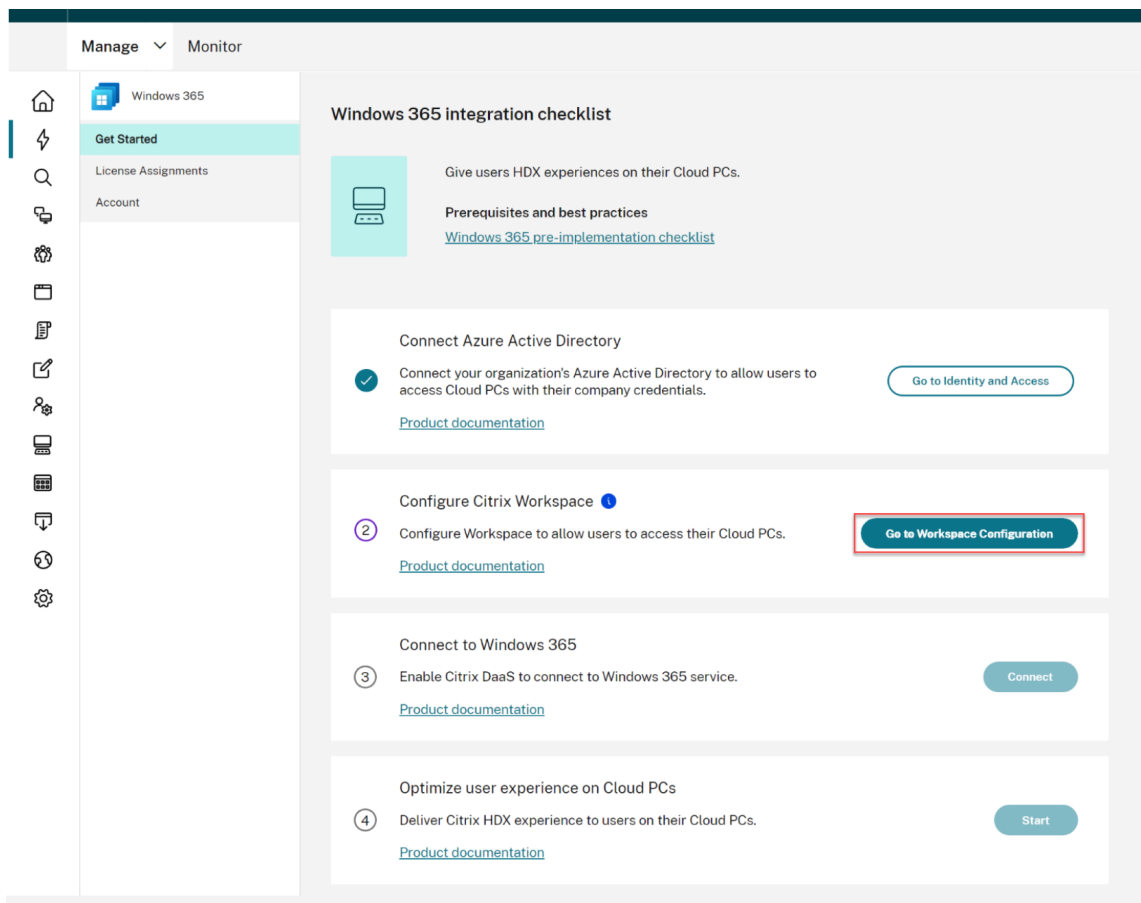 Manage
Monitor
Windows 365
Get Started
License Assignments
Account
Windows 365 integration checklist
Give users HDX experiences on their Cloud PCs.
Prerequisites and best practices
Windows 365 pre-implementation checklist
Connect Azure Active Directory
Connect your organization's Azure Active Directory to allow users to
access Cloud PCs with their company credentials.
Product documentation
Go to Identity and Access
2
Configure Citrix Workspace
Configure Workspace to allow users to access their Cloud PCs.
Product documentation
Go to Workspace Configuration
3
Connect to Windows 365
Enable Citrix DaaS to connect to Windows 365 service.
Product documentation
Connect
4
Optimize user experience on Cloud PCs
Deliver Citrix HDX experience to users on their Cloud PCs.
Product documentation
Start